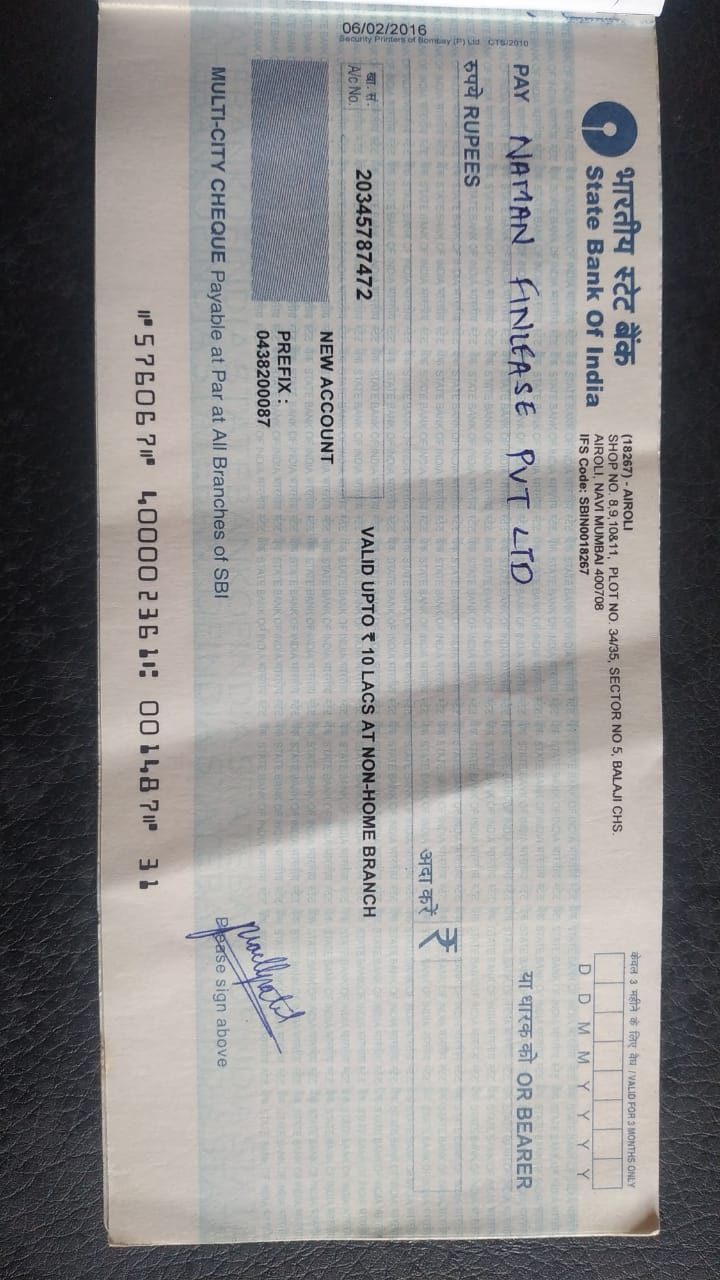 06/02/2016
Security Printers of Bombay (P) Ltd. CTS/2010
भारतीय स्टेट बैंक
State Bank Of India
(18267) - AIROLI
SHOP NO. 8,9,10&11, PLOT NO. 34/35, SECTOR NO 5, BALAJI CHS.
AIROLI, NAVI MUMBAI 400708
IFS Code: SBIN0018267
केवल 3 महीने के लिए वैध / VALID FOR 3 MONTHS ONLY
D D M M Y Y Y Y
PAY NAMAN FINLEASE PVT LTD या धारक को OR BEARER
रुपये RUPEES
अदा करें ₹
खा. सं.
A/c No. 20345787472
VALID UPTO ₹ 10 LACS AT NON-HOME BRANCH
NEW ACCOUNT
PREFIX :
0438200087
MULTI-CITY CHEQUE Payable at Par at All Branches of SBI
Please sign above
⑈576067⑈ 400002361⑆ 001487⑈ 31